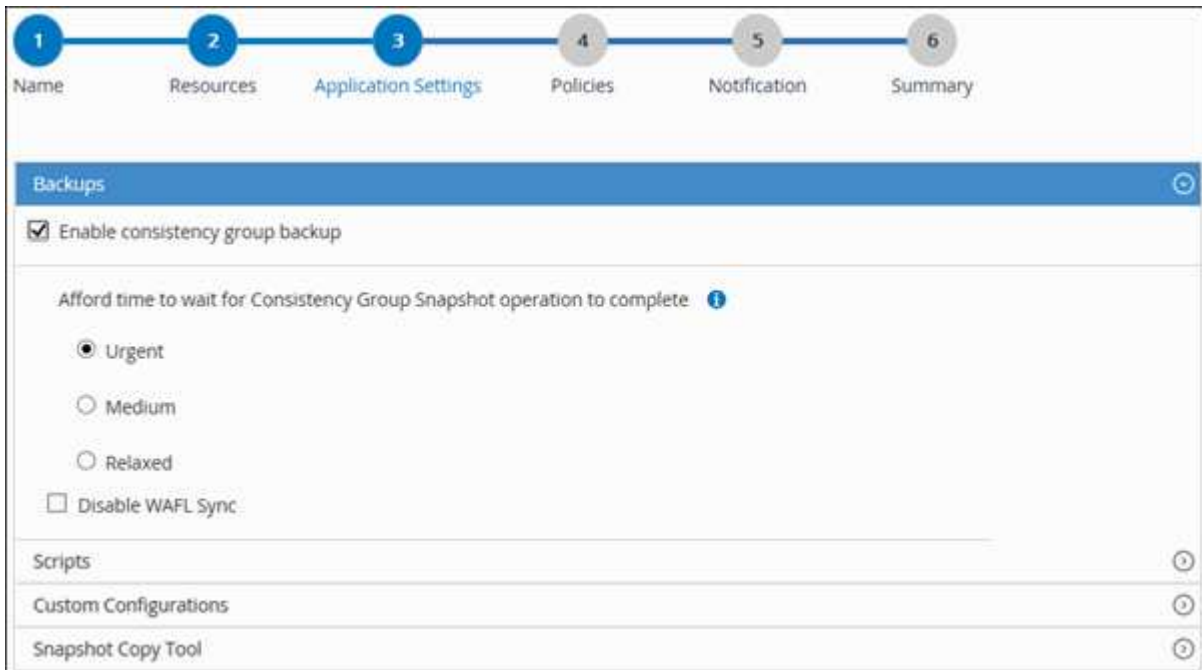 1 2 3 4 5 6
Name Resources Application Settings Policies Notification Summary
Backups
Enable consistency group backup
Afford time to wait for Consistency Group Snapshot operation to complete i
Urgent
Medium
Relaxed
Disable WAFL Sync
Scripts
Custom Configurations
Snapshot Copy Tool